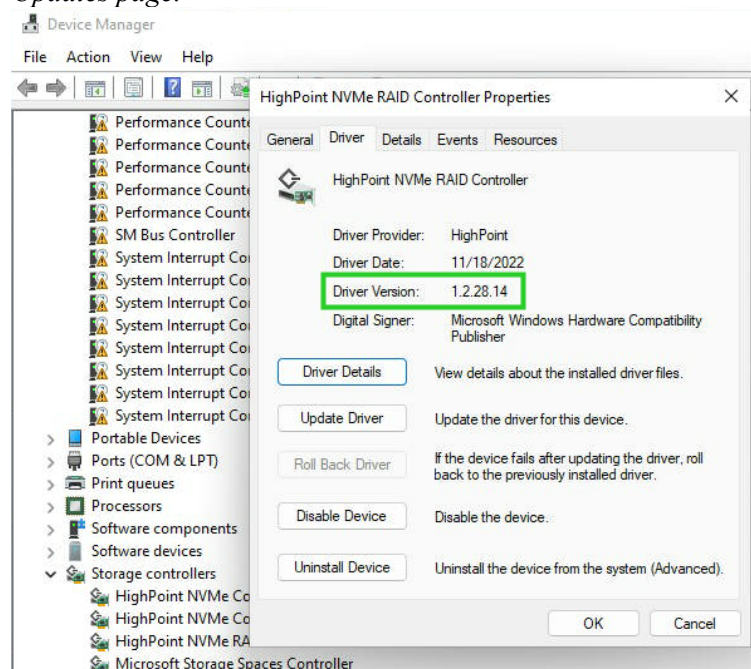 Updates page.
Device Manager
File Action View Help
Performance Counte
Performance Counte
Performance Counte
Performance Counte
Performance Counte
SM Bus Controller
System Interrupt Co
System Interrupt Co
System Interrupt Co
System Interrupt Co
System Interrupt Co
System Interrupt Co
System Interrupt Co
System Interrupt Co
Portable Devices
Ports (COM & LPT)
Print queues
Processors
Software components
Software devices
Storage controllers
HighPoint NVMe Co
HighPoint NVMe Co
HighPoint NVMe RA
Microsoft Storage Spaces Controller
HighPoint NVMe RAID Controller Properties
General Driver Details Events Resources
HighPoint NVMe RAID Controller
Driver Provider: HighPoint
Driver Date: 11/18/2022
Driver Version: 1.2.28.14
Digital Signer: Microsoft Windows Hardware Compatibility
Publisher
Driver Details View details about the installed driver files.
Update Driver Update the driver for this device.
Roll Back Driver If the device fails after updating the driver, roll
back to the previously installed driver.
Disable Device Disable the device.
Uninstall Device Uninstall the device from the system (Advanced).
OK Cancel